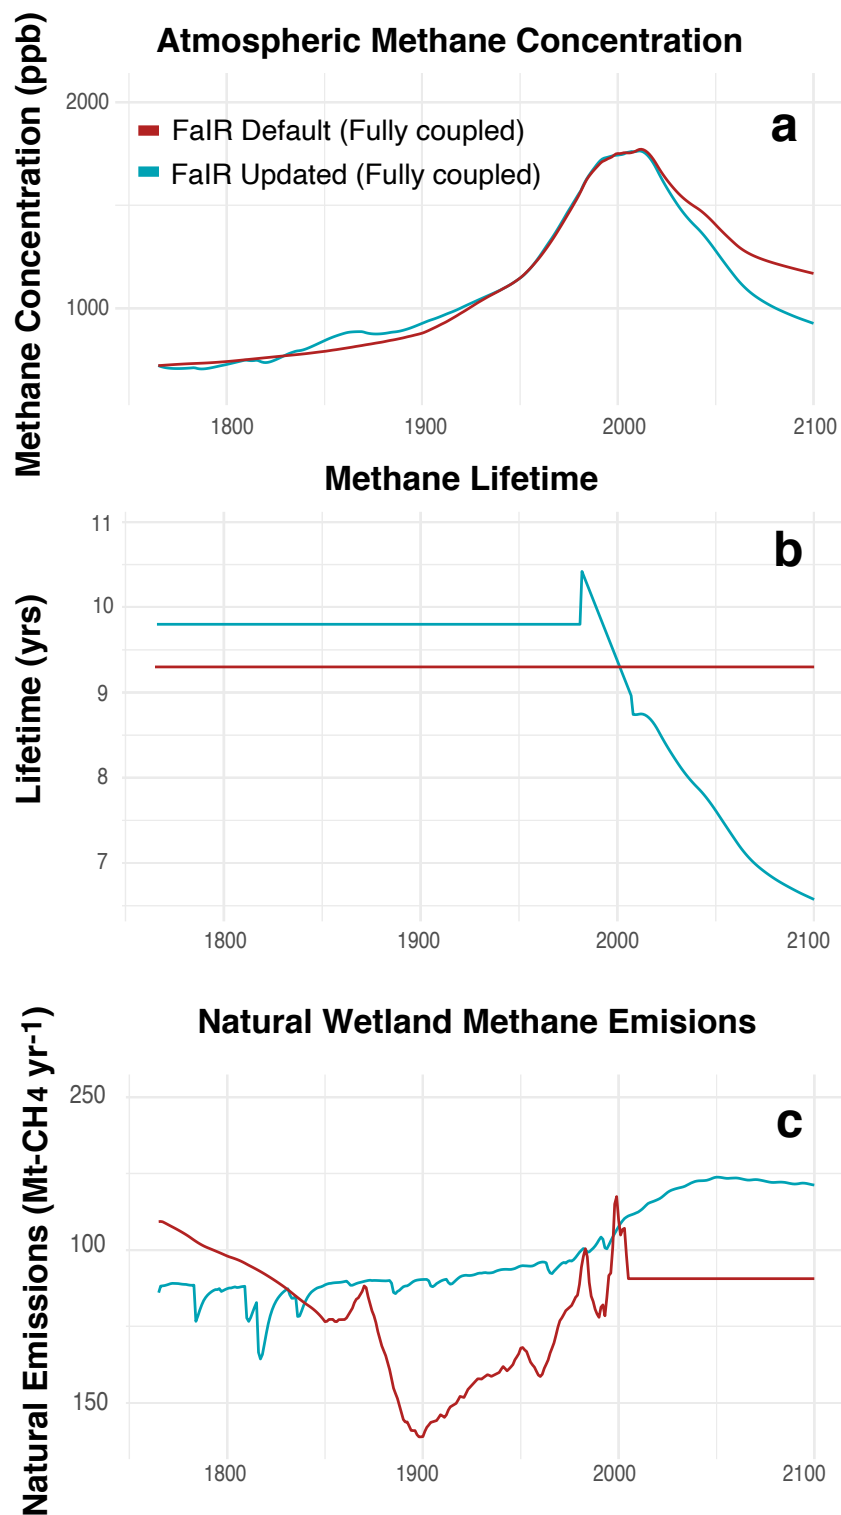 Atmospheric Methane Concentration
Methane Concentration (ppb)
2000
1000
FaIR Default (Fully coupled)
FaIR Updated (Fully coupled)
a
1800
1900
2000
2100
Methane Lifetime
Lifetime (yrs)
11
10
9
8
7
b
1800
1900
2000
2100
Natural Wetland Methane Emisions
Natural Emissions (Mt-CH4 yr-1)
250
100
150
c
1800
1900
2000
2100